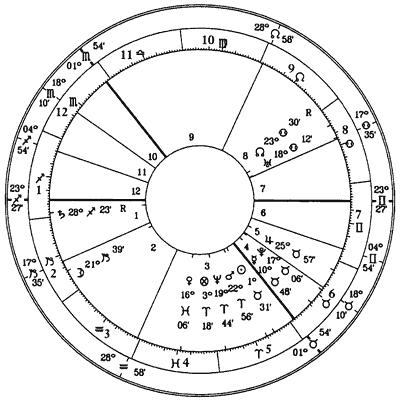 28° ♌ 58'
54' ♏ 01°
11 ♎
10 ♍
9 ♌
18° ♏ 10'
12 ♏
17° ♋ 35'
8 ♋
04° ♐ 54'
23° ♐ 27'
1 ♐
23° ♊ 27'
7 ♊
04° ♊ 54'
17° ♑ 35'
2 ♑
6 ♉
18° ♉ 10'
3 ♒
4 ♓
5 ♈
01° ♉ 54'
28° ♒ 58'
9
10
8
11
12
7
1
6
2
5
3
4
☊ 23° ♋ 30' R
♅ 18° ♋ 12'
♄ 28° ♐ 23' R
☽ 21° ♑ 39'
♀ 16° ♓ 06'
⊗ 3° ♈ 18'
♆ 19° ♈ 44'
♂ 22° ♈ 56'
☉ 1° ♉ 31'
☿ 10° ♉ 48'
♇ 17° ♉ 06'
♃ 25° ♉ 57'